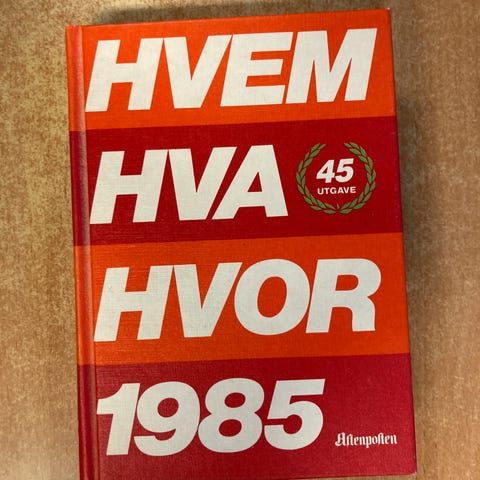 HVEM
HVA
45
UTGAVE
HVOR
1985
Aftenposten